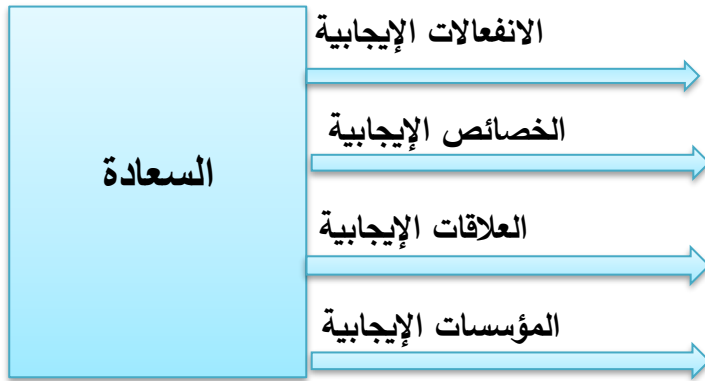 الانفعالات الإيجابية
الخصائص الإيجابية
السعادة
العلاقات الإيجابية
المؤسسات الإيجابية